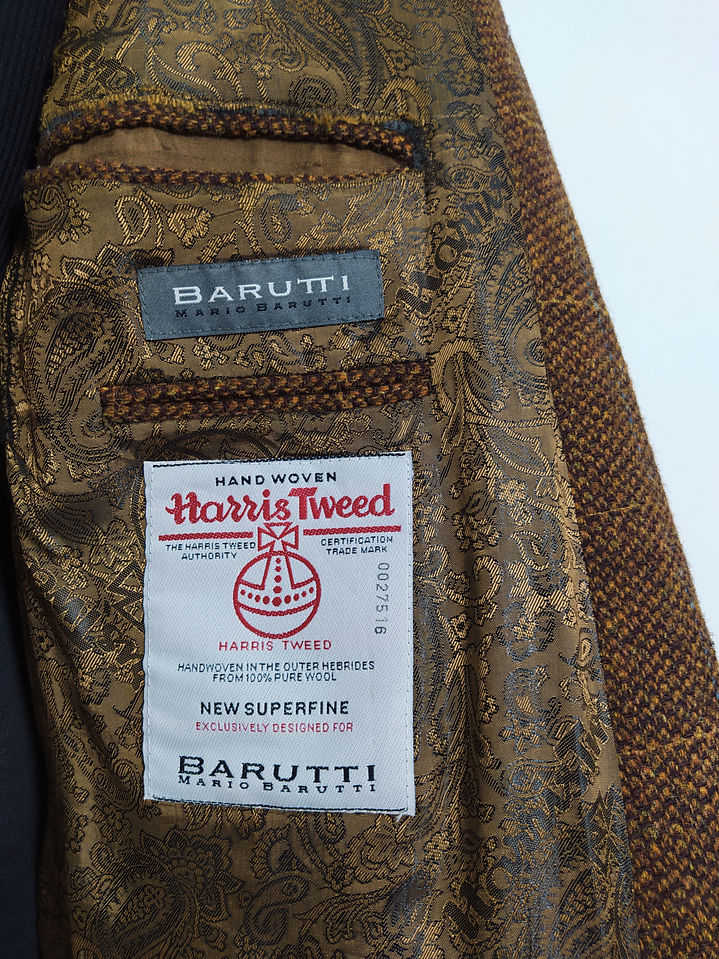 BARUTTI
MARIO BARUTTI
HAND WOVEN
Harris Tweed
THE HARRIS TWEED
AUTHORITY
CERTIFICATION
TRADE MARK
0027516
HARRIS TWEED
HANDWOVEN IN THE OUTER HEBRIDES
FROM 100% PURE WOOL
NEW SUPERFINE
EXCLUSIVELY DESIGNED FOR
BARUTTI
MARIO BARUTTI